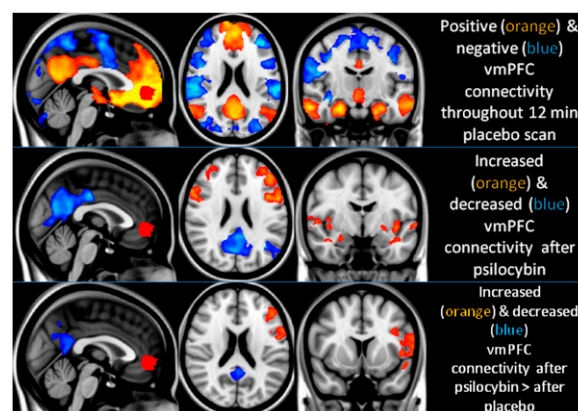 Positive (orange) &
negative (blue)
vmPFC
connectivity
throughout 12 min
placebo scan
Increased
(orange) &
decreased (blue)
vmPFC
connectivity after
psilocybin
Increased
(orange) & decreased
(blue)
vmPFC
connectivity after
psilocybin > after
placebo